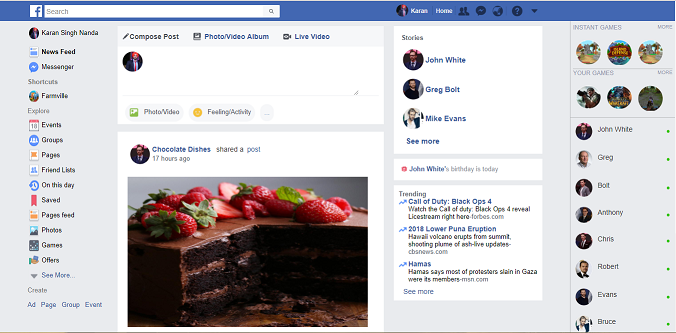 Search
Karan
Home
Karan Singh Nanda
News Feed
Messenger
Shortcuts
Farmville
Explore
Events
Groups
Pages
Friend Lists
On this day
Saved
Pages feed
Photos
Games
Offers
See More...
Create
Ad Page Group Event
Compose Post
Photo/Video Album
Live Video
Photo/Video
Feeling/Activity
...
Chocolate Dishes shared a post
17 hours ago
Stories
John White
Greg Bolt
Mike Evans
See more
John White's birthday is today
Trending
Call of Duty: Black Ops 4
Watch the Call of duty: Black Ops 4 reveal
Licestream right here-forbes.com
2018 Lower Puna Eruption
Hawaii volcano erupts from summit,
shooting plume of ash-live updates-
cbsnews.com
Hamas
Hamas says most of protesters slain in Gaza
were its members-msn.com
See more
INSTANT GAMES
MORE
YOUR GAMES
MORE
John White
Greg
Bolt
Anthony
Chris
Robert
Evans
Bruce